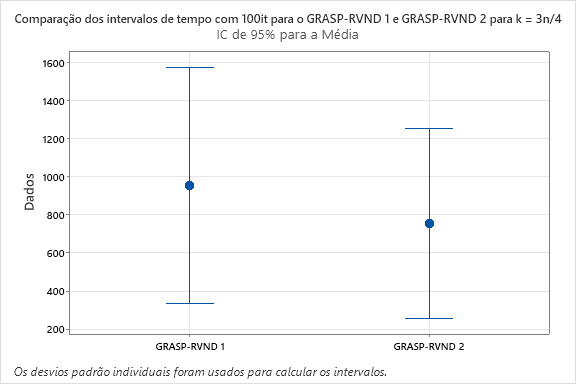 Comparação dos intervalos de tempo com 100it para o GRASP-RVND 1 e GRASP-RVND 2 para k = 3n/4
IC de 95% para a Média
1600
1400
1200
1000
800
600
400
200
Dados
GRASP-RVND 1 GRASP-RVND 2
Os desvios padrão individuais foram usados para calcular os intervalos.